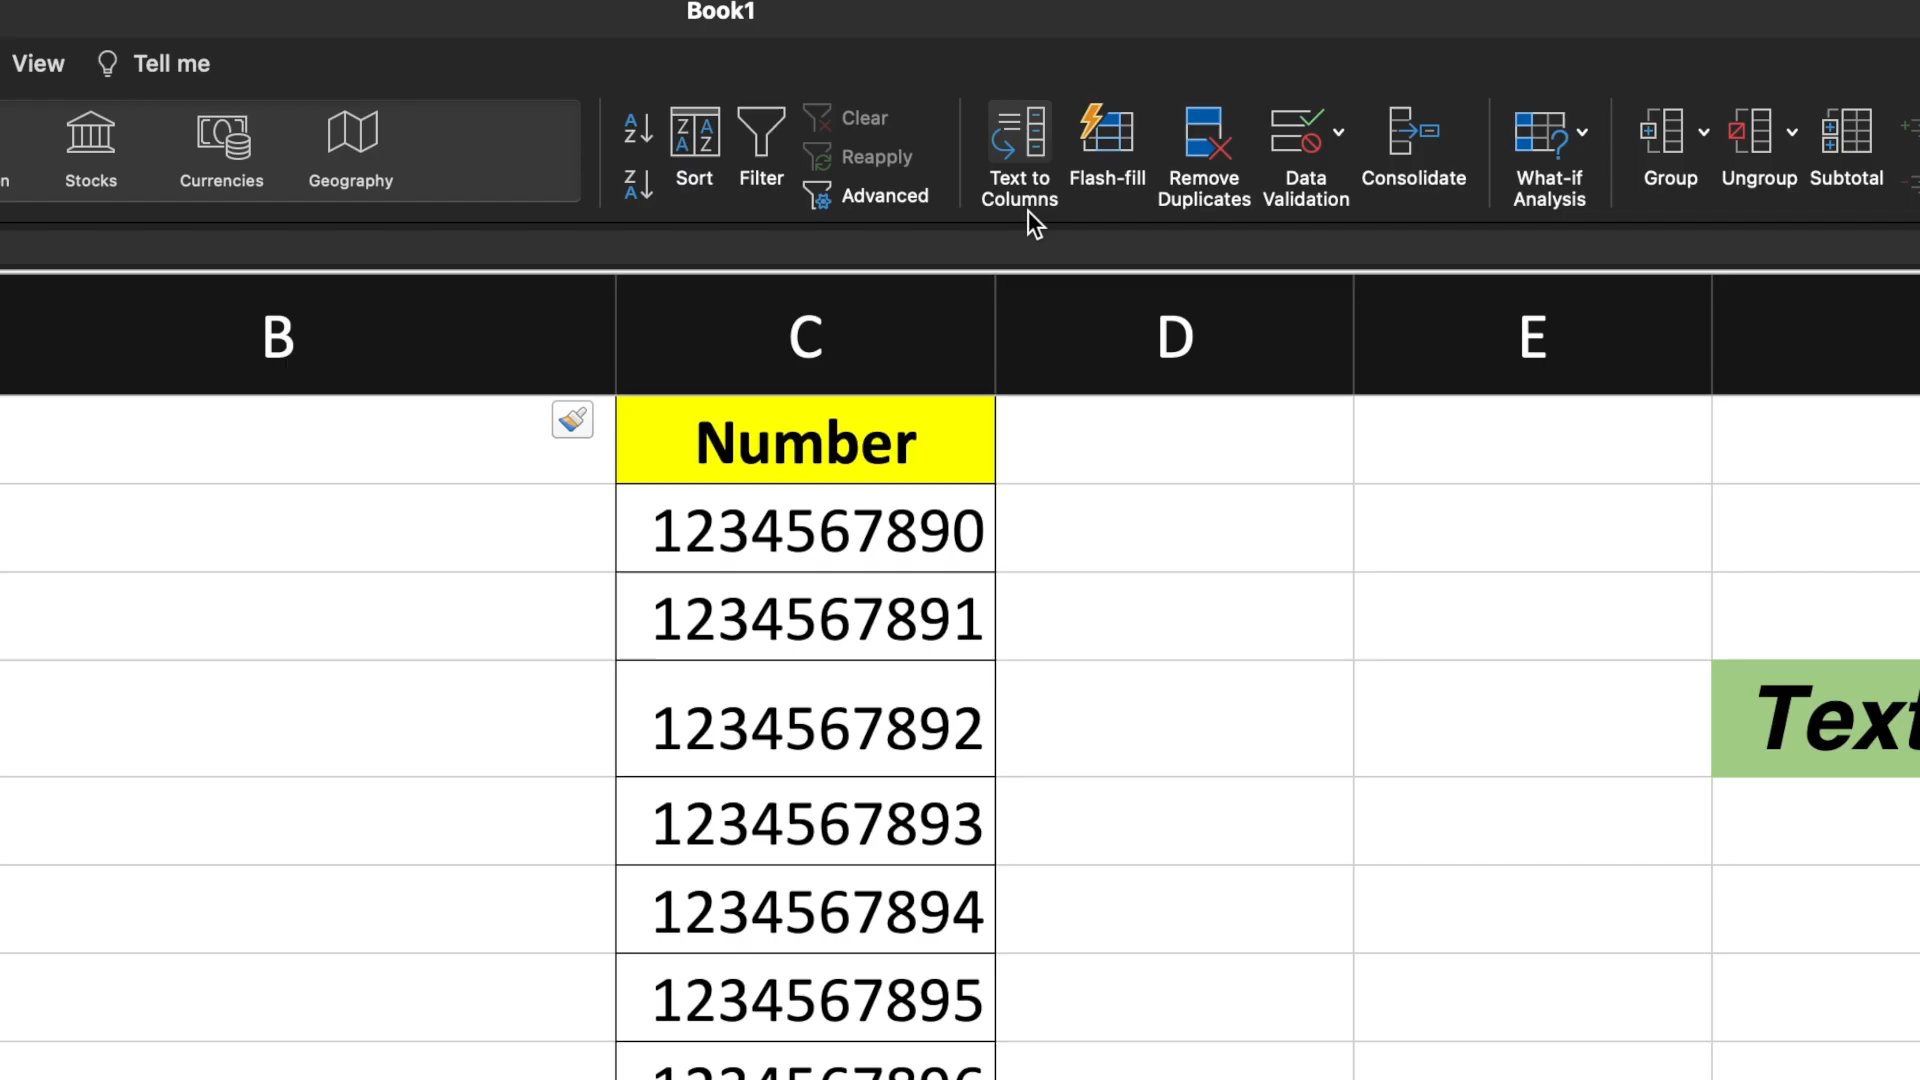 Book1
View Tell me
n Stocks Currencies Geography
A Z
Z A
Z A A Z
Sort Filter
Clear
Reapply
Advanced
Text to
Columns
Flash-fill
Remove
Duplicates
Data
Validation
Consolidate
What-if
Analysis
Group Ungroup Subtotal
B C D E
Number
1234567890
1234567891
1234567892
Text
1234567893
1234567894
1234567895
1234567896